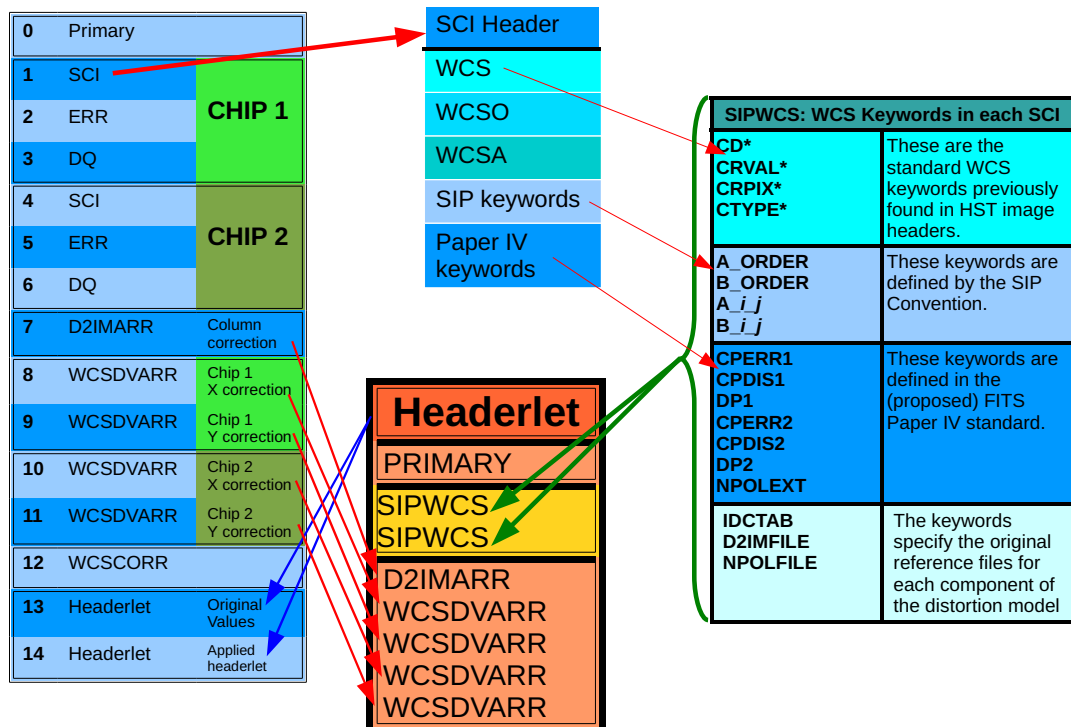 0 Primary
1 SCI
CHIP 1
2 ERR
3 DQ
4 SCI
CHIP 2
5 ERR
6 DQ
7 D2IMARR Column
correction
8 WCSDVARR Chip 1
X correction
9 WCSDVARR Chip 1
Y correction
10 WCSDVARR Chip 2
X correction
11 WCSDVARR Chip 2
Y correction
12 WCSCORR
13 Headerlet Original
Values
14 Headerlet Applied
headerlet
SCI Header
WCS
WCSO
WCSA
SIP keywords
Paper IV
keywords
Headerlet
PRIMARY
SIPWCS
SIPWCS
D2IMARR
WCSDVARR
WCSDVARR
WCSDVARR
WCSDVARR
SIPWCS: WCS Keywords in each SCI
CD*
CRVAL*
CRPIX*
CTYPE*
These are the
standard WCS
keywords previously
found in HST image
headers.
A_ORDER
B_ORDER
A_i_j
B_i_j
These keywords are
defined by the SIP
Convention.
CPERR1
CPDIS1
DP1
CPERR2
CPDIS2
DP2
NPOLEXT
These keywords are
defined in the
(proposed) FITS
Paper IV standard.
IDCTAB
D2IMFILE
NPOLFILE
The keywords
specify the original
reference files for
each component of
the distortion model